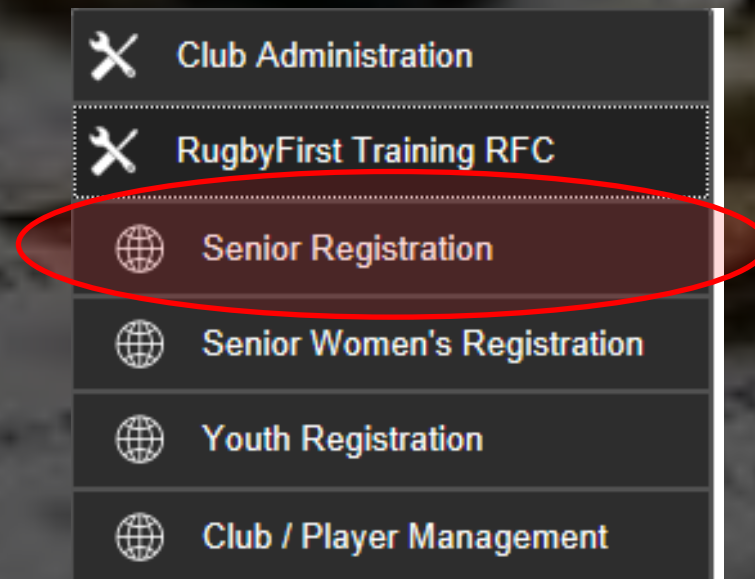 Club Administration
RugbyFirst Training RFC
Senior Registration
Senior Women's Registration
Youth Registration
Club / Player Management